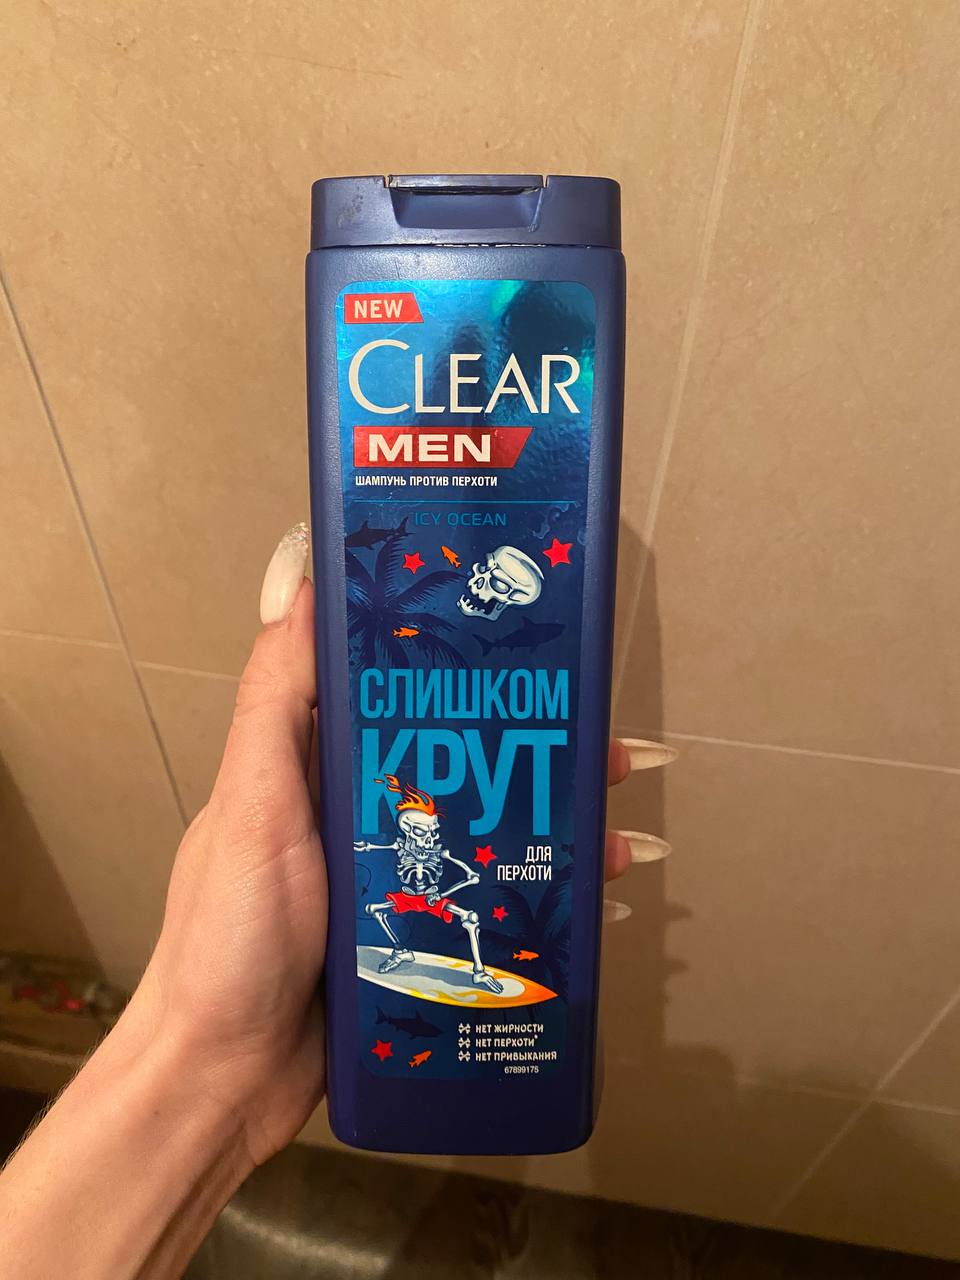 NEW
CLEAR
MEN
ШАМПУНЬ ПРОТИВ ПЕРХОТИ
ICY OCEAN
СЛИШКОМ
КРУТ
ДЛЯ
ПЕРХОТИ
НЕТ ЖИРНОСТИ
НЕТ ПЕРХОТИ*
НЕТ ПРИВЫКАНИЯ
67899175